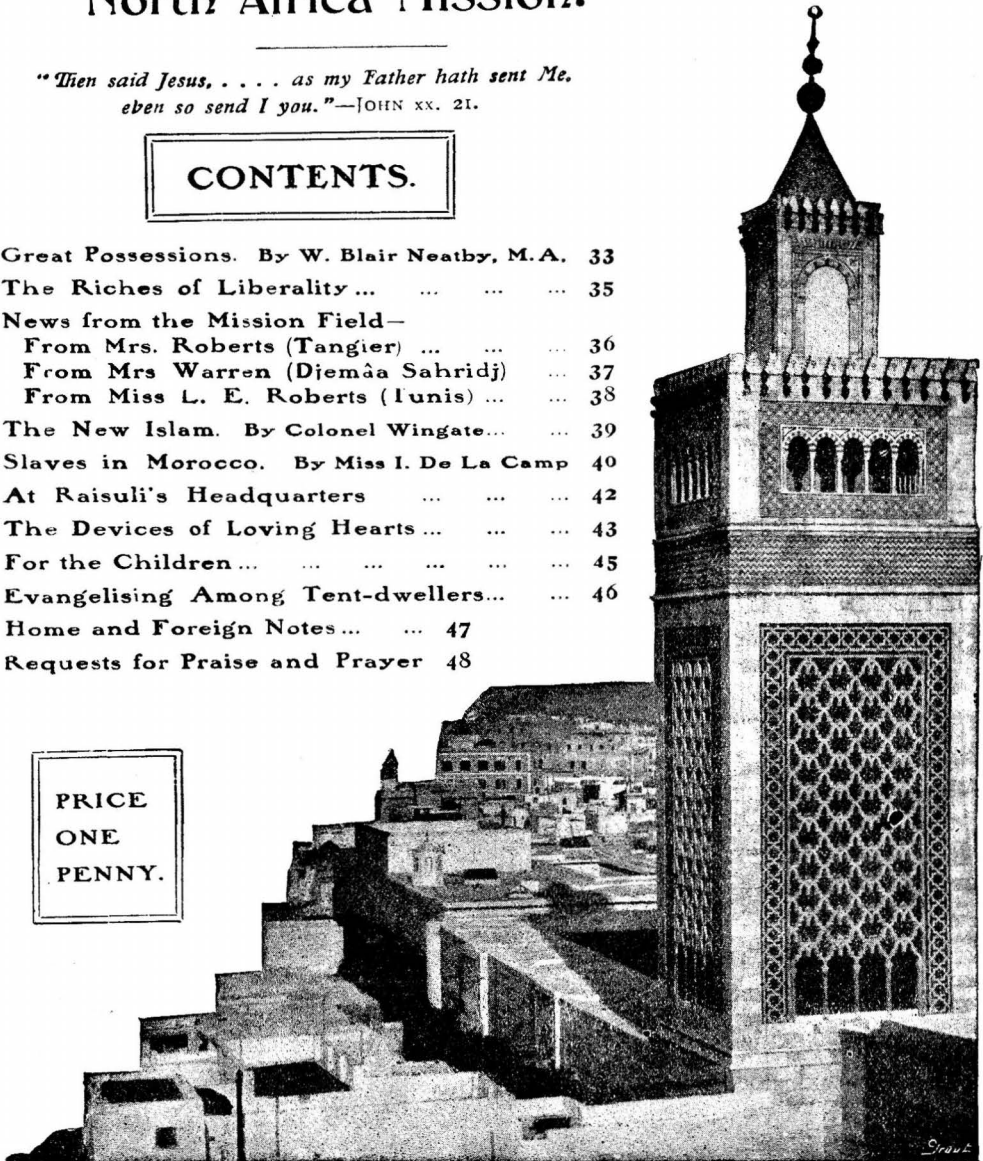 North Africa Mission.
"Then said Jesus, . . . . . as my Father hath sent Me,
even so send I you."—JOHN XX. 21.
CONTENTS.
Great Possessions. By W. Blair Neatby, M.A. 33
The Riches of Liberality ... ... ... ... 35
News from the Mission Field—
From Mrs. Roberts (Tangier) ... ... ... 36
From Mrs Warren (Djemâa Sahridj) ... 37
From Miss L. E. Roberts (Tunis) ... ... 38
The New Islam. By Colonel Wingate... ... 39
Slaves in Morocco. By Miss I. De La Camp 40
At Raisuli's Headquarters ... ... ... 42
The Devices of Loving Hearts ... ... ... 43
For the Children ... ... ... ... ... ... 45
Evangelising Among Tent-dwellers... ... 46
Home and Foreign Notes ... ... 47
Requests for Praise and Prayer 48
PRICE
ONE
PENNY.
Grout